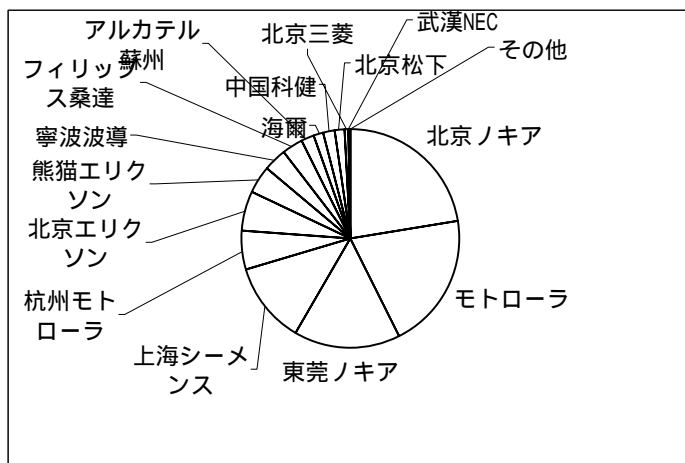 武漢NEC
その他
北京三菱
北京松下
アルカテル
蘇州
フィリップ
ス桑達
中国科健
海爾
寧波波導
熊猫エリク
ソン
北京エリク
ソン
杭州モト
ローラ
上海シーメ
ンス
東莞ノキア
モトローラ
北京ノキア